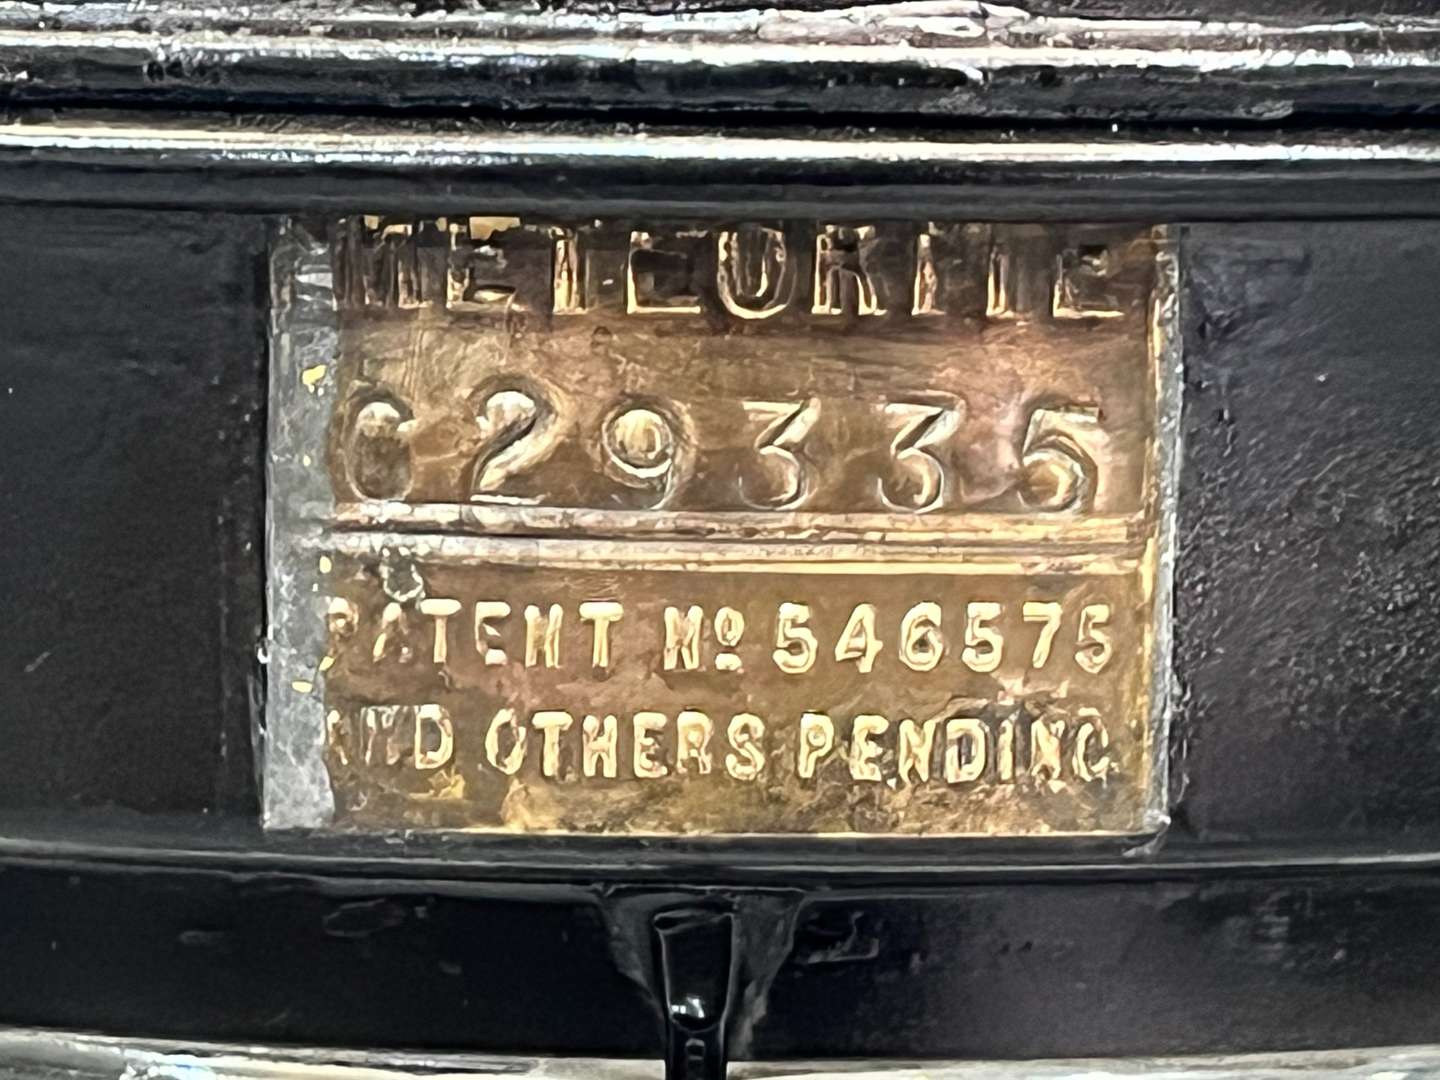 METEORITE
629335
PATENT Nº 546575
AND OTHERS PENDING